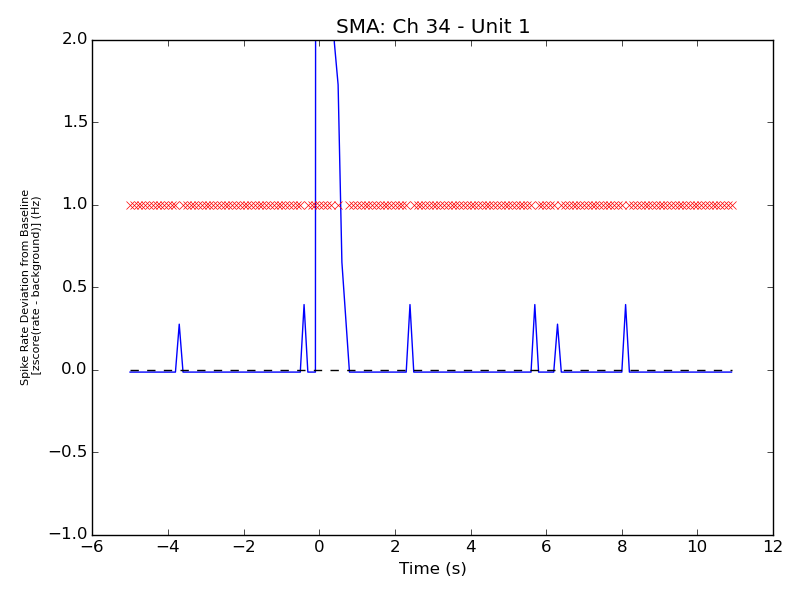 SMA: Ch 34 - Unit 1
2.0
1.5
1.0
0.5
0.0
−0.5
−1.0
Spike Rate Deviation from Baseline
[zscore(rate - background)] (Hz)
−6 −4 −2 0 2 4 6 8 10 12
Time (s)